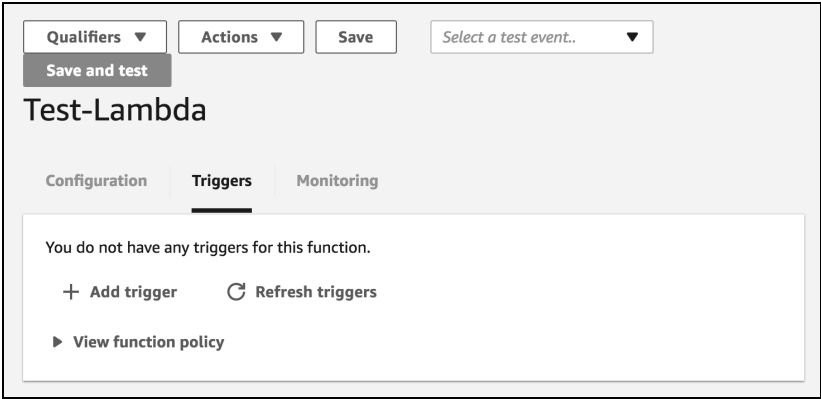 Qualifiers Actions Save Select a test event..
Save and test
Test-Lambda
Configuration Triggers Monitoring
You do not have any triggers for this function.
Add trigger Refresh triggers
View function policy